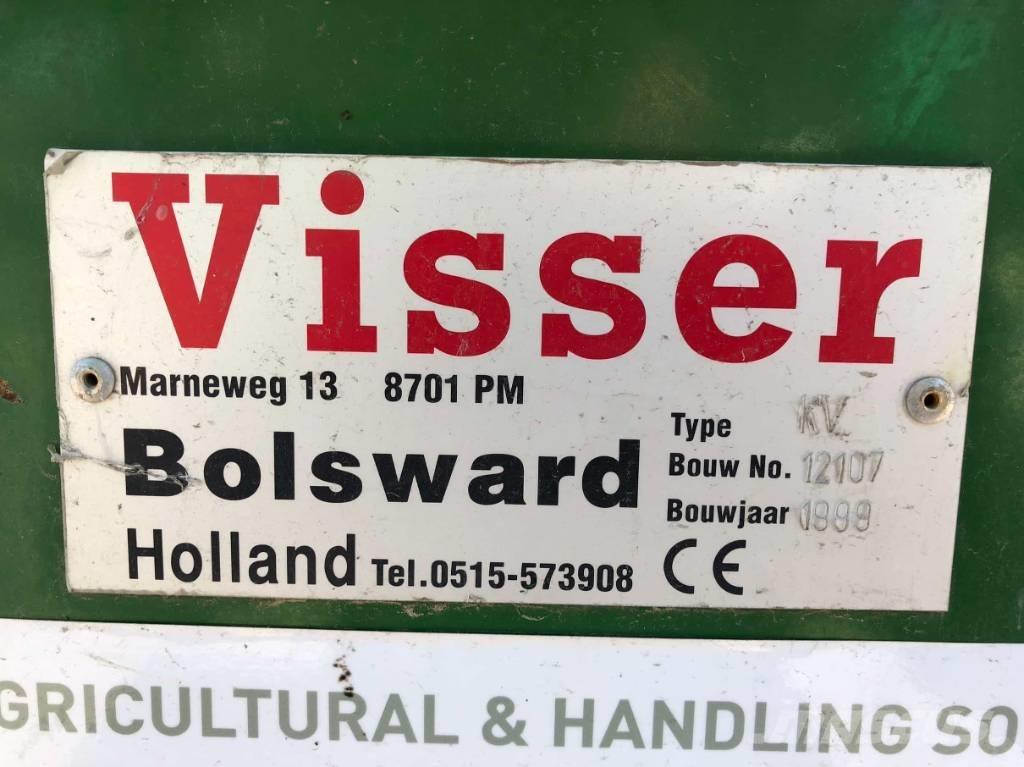 Visser
Marneweg 13 8701 PM
Bolsward
Holland Tel.0515-573908
Type KV
Bouw No. 12107
Bouwjaar 1999
CE
GRICULTURAL & HANDLING SO